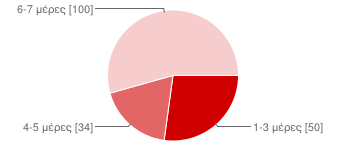 6-7 μέρες [100]
4-5 μέρες [34]
1-3 μέρες [50]